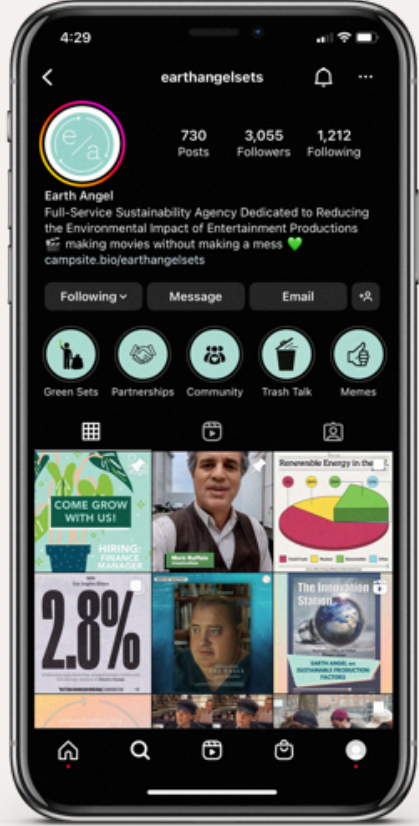 4:29
earthangelsets
e/a
730 3,055 1,212
Posts Followers Following
Earth Angel
Full-Service Sustainability Agency Dedicated to Reducing
the Environmental Impact of Entertainment Productions
🎬 making movies without making a mess 💚
campsite.bio/earthangelsets
Following Message Email
Green Sets Partnerships Community Trash Talk Memes
COME GROW
WITH US!
HIRING:
FINANCE
MANAGER
Mark Ruffalo
Renewable Energy in the
2.8%
The Innovation
Station
EARTH ANGEL on
SUSTAINABLE PRODUCTION
FACTORS